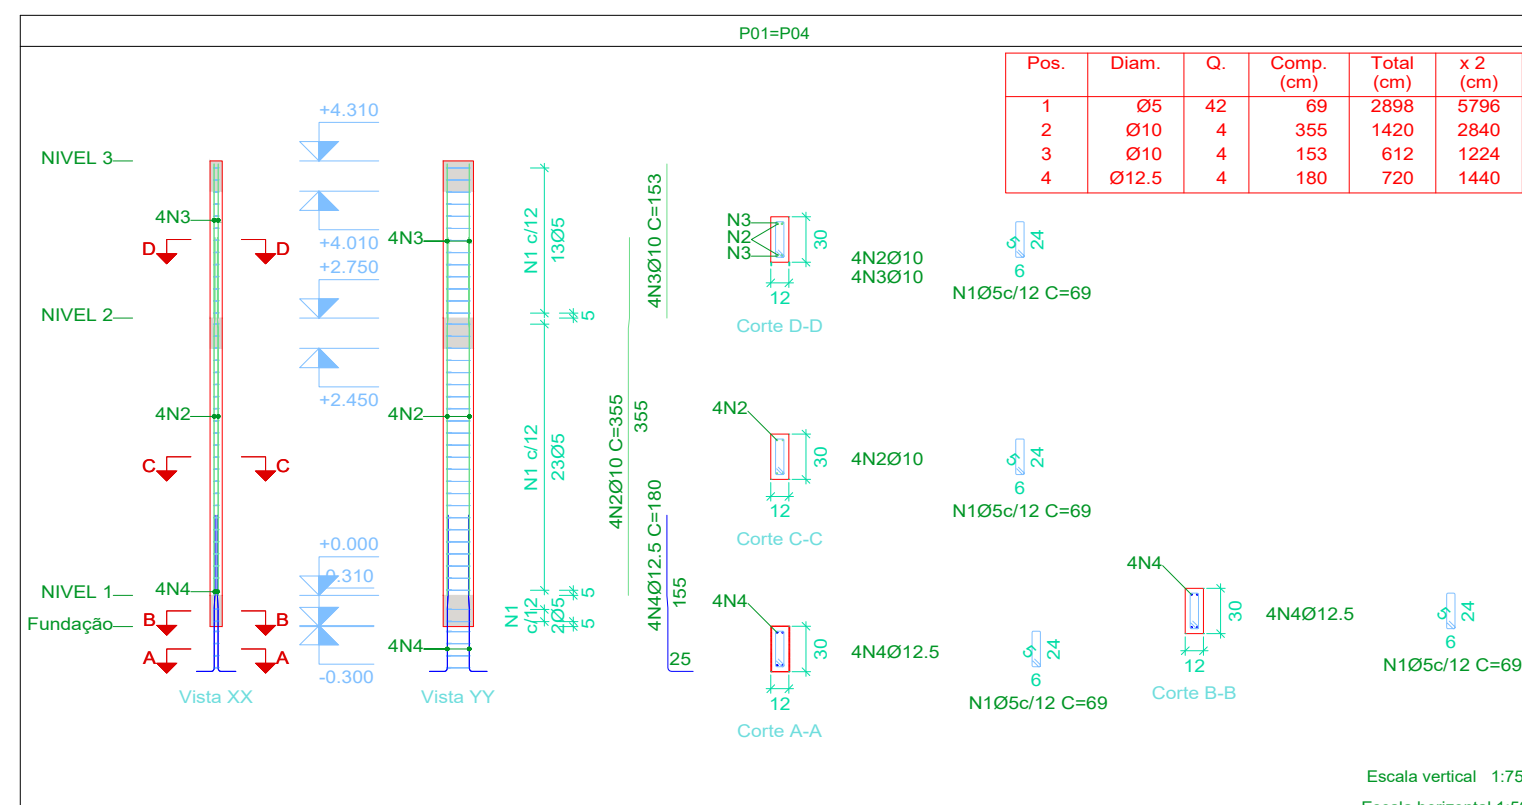 P01=P04
Pos. Diam. Q. Comp. (cm) Total (cm) x 2 (cm)
1 Ø5 42 69 2898 5796
2 Ø10 4 355 1420 2840
3 Ø10 4 153 612 1224
4 Ø12.5 4 180 720 1440
NIVEL 3
NIVEL 2
NIVEL 1
Fundação
4N3
D D
4N2
C C
4N4
B B
A A
Vista XX
+4.310
+4.010
+2.750
+2.450
+0.000
-0.300
4N3
4N2
4N4
Vista YY
N1 c/12
13Ø5
5
N1 c/12
23Ø5
5
N1
c/12
2Ø5
5
4N2Ø10 C=355
355
4N3Ø10 C=153
4N4Ø12.5 C=180
155
25
N3
N2
N3
30
12
4N2Ø10
4N3Ø10
Corte D-D
24
6
N1Ø5c/12 C=69
4N2
30
12
4N2Ø10
Corte C-C
24
6
N1Ø5c/12 C=69
4N4
30
12
4N4Ø12.5
Corte A-A
24
6
N1Ø5c/12 C=69
4N4
30
12
4N4Ø12.5
Corte B-B
24
6
N1Ø5c/12 C=69
Escala vertical 1:75